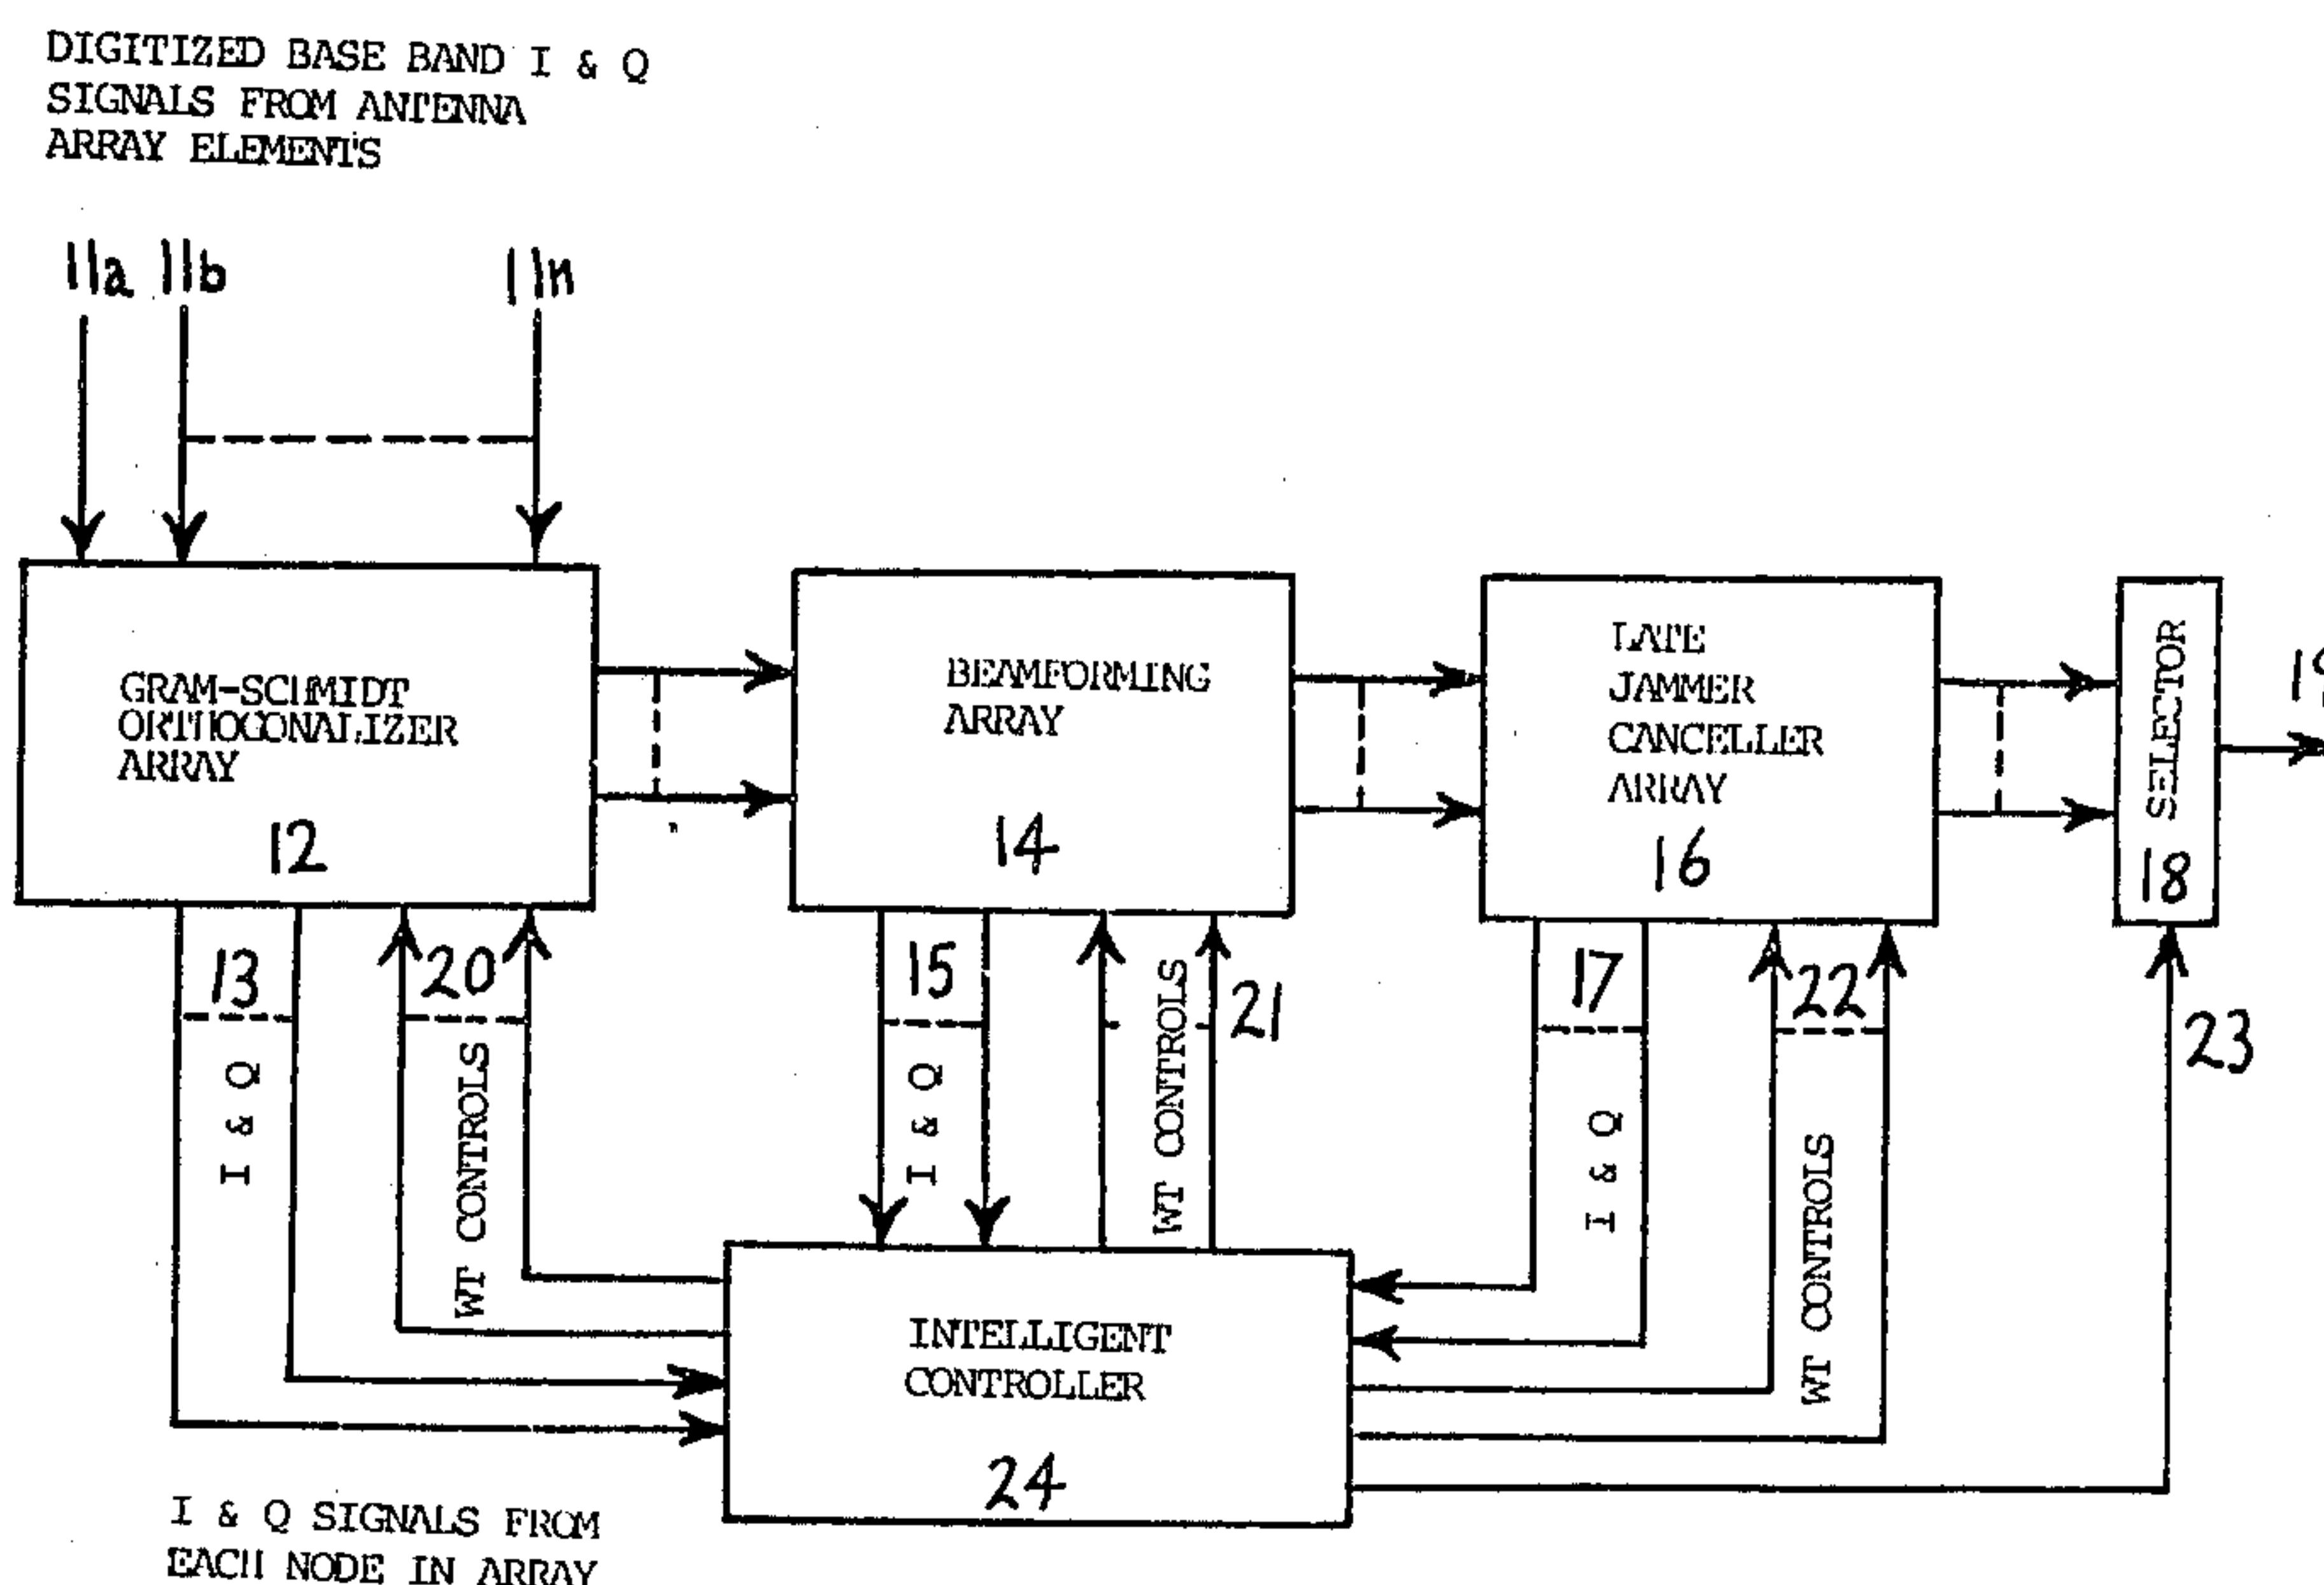 DIGITIZED BASE BAND I & Q
SIGNALS FROM ANTENNA
ARRAY ELEMENTS
11a 11b 11n
GRAM-SCHMIDT
ORTHOGONALIZER
ARRAY
12
BEAMFORMING
ARRAY
14
LATE
JAMMER
CANCELLER
ARRAY
16
SELECTOR
18
13
I & Q
20
WT CONTROLS
15
I & Q
WT CONTROLS
21
17
I & Q
22
WT CONTROLS
23
INTELLIGENT
CONTROLLER
24
I & Q SIGNALS FROM
EACH NODE IN ARRAY